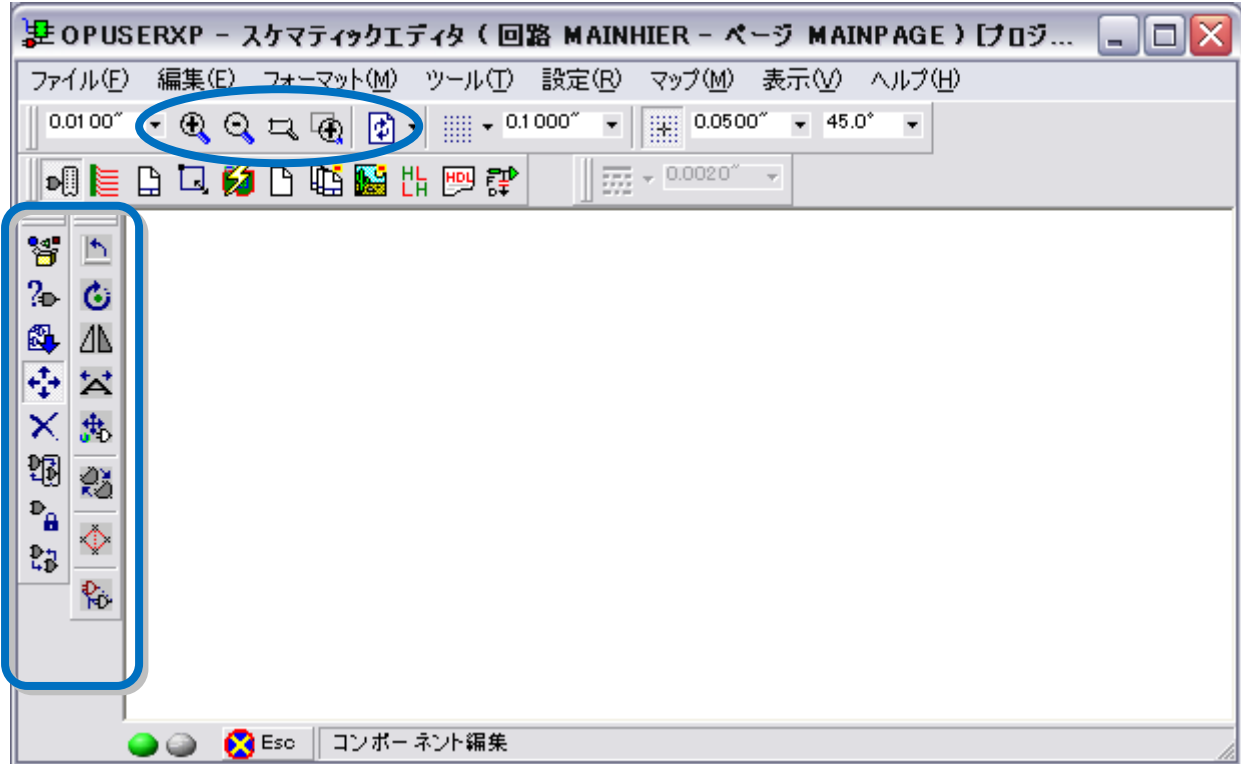 OPUSERXP - スケマティックエディタ ( 回路 MAINHIER - ページ MAINPAGE ) [プロジ...
ファイル(F) 編集(E) フォーマット(M) ツール(T) 設定(R) マップ(M) 表示(V) ヘルプ(H)
0.0100" 0.1000" 0.0500" 45.0°
HL LH HDL D 0.0020"
?
Esc コンポーネント編集